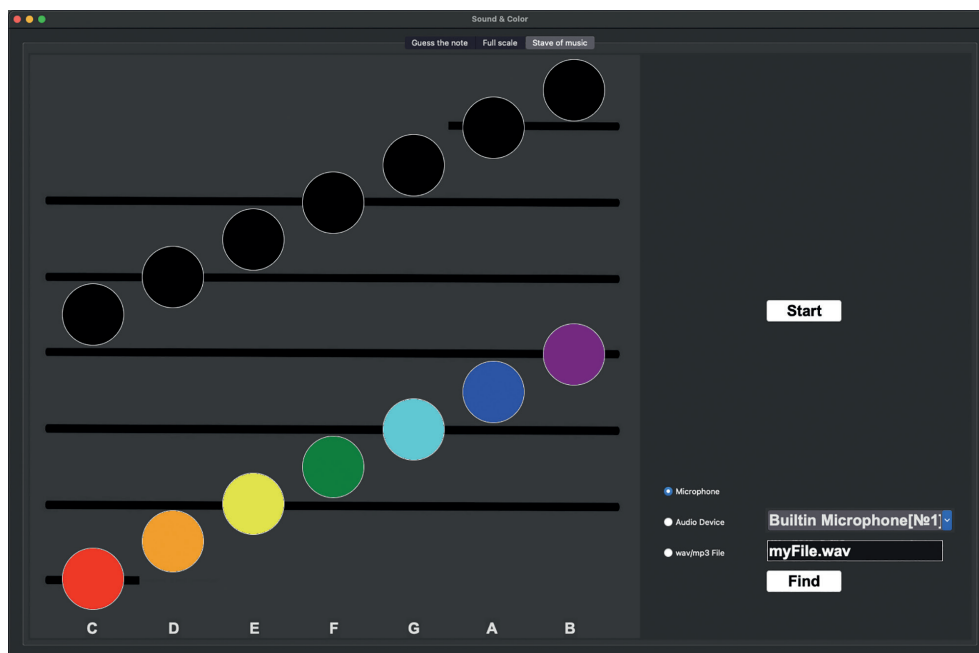 Sound & Color
Guess the note Full scale Stave of music
Start
Microphone
Audio Device
Builtin Microphone[№1]
wav/mp3 File
myFile.wav
Find
C D E F G A B